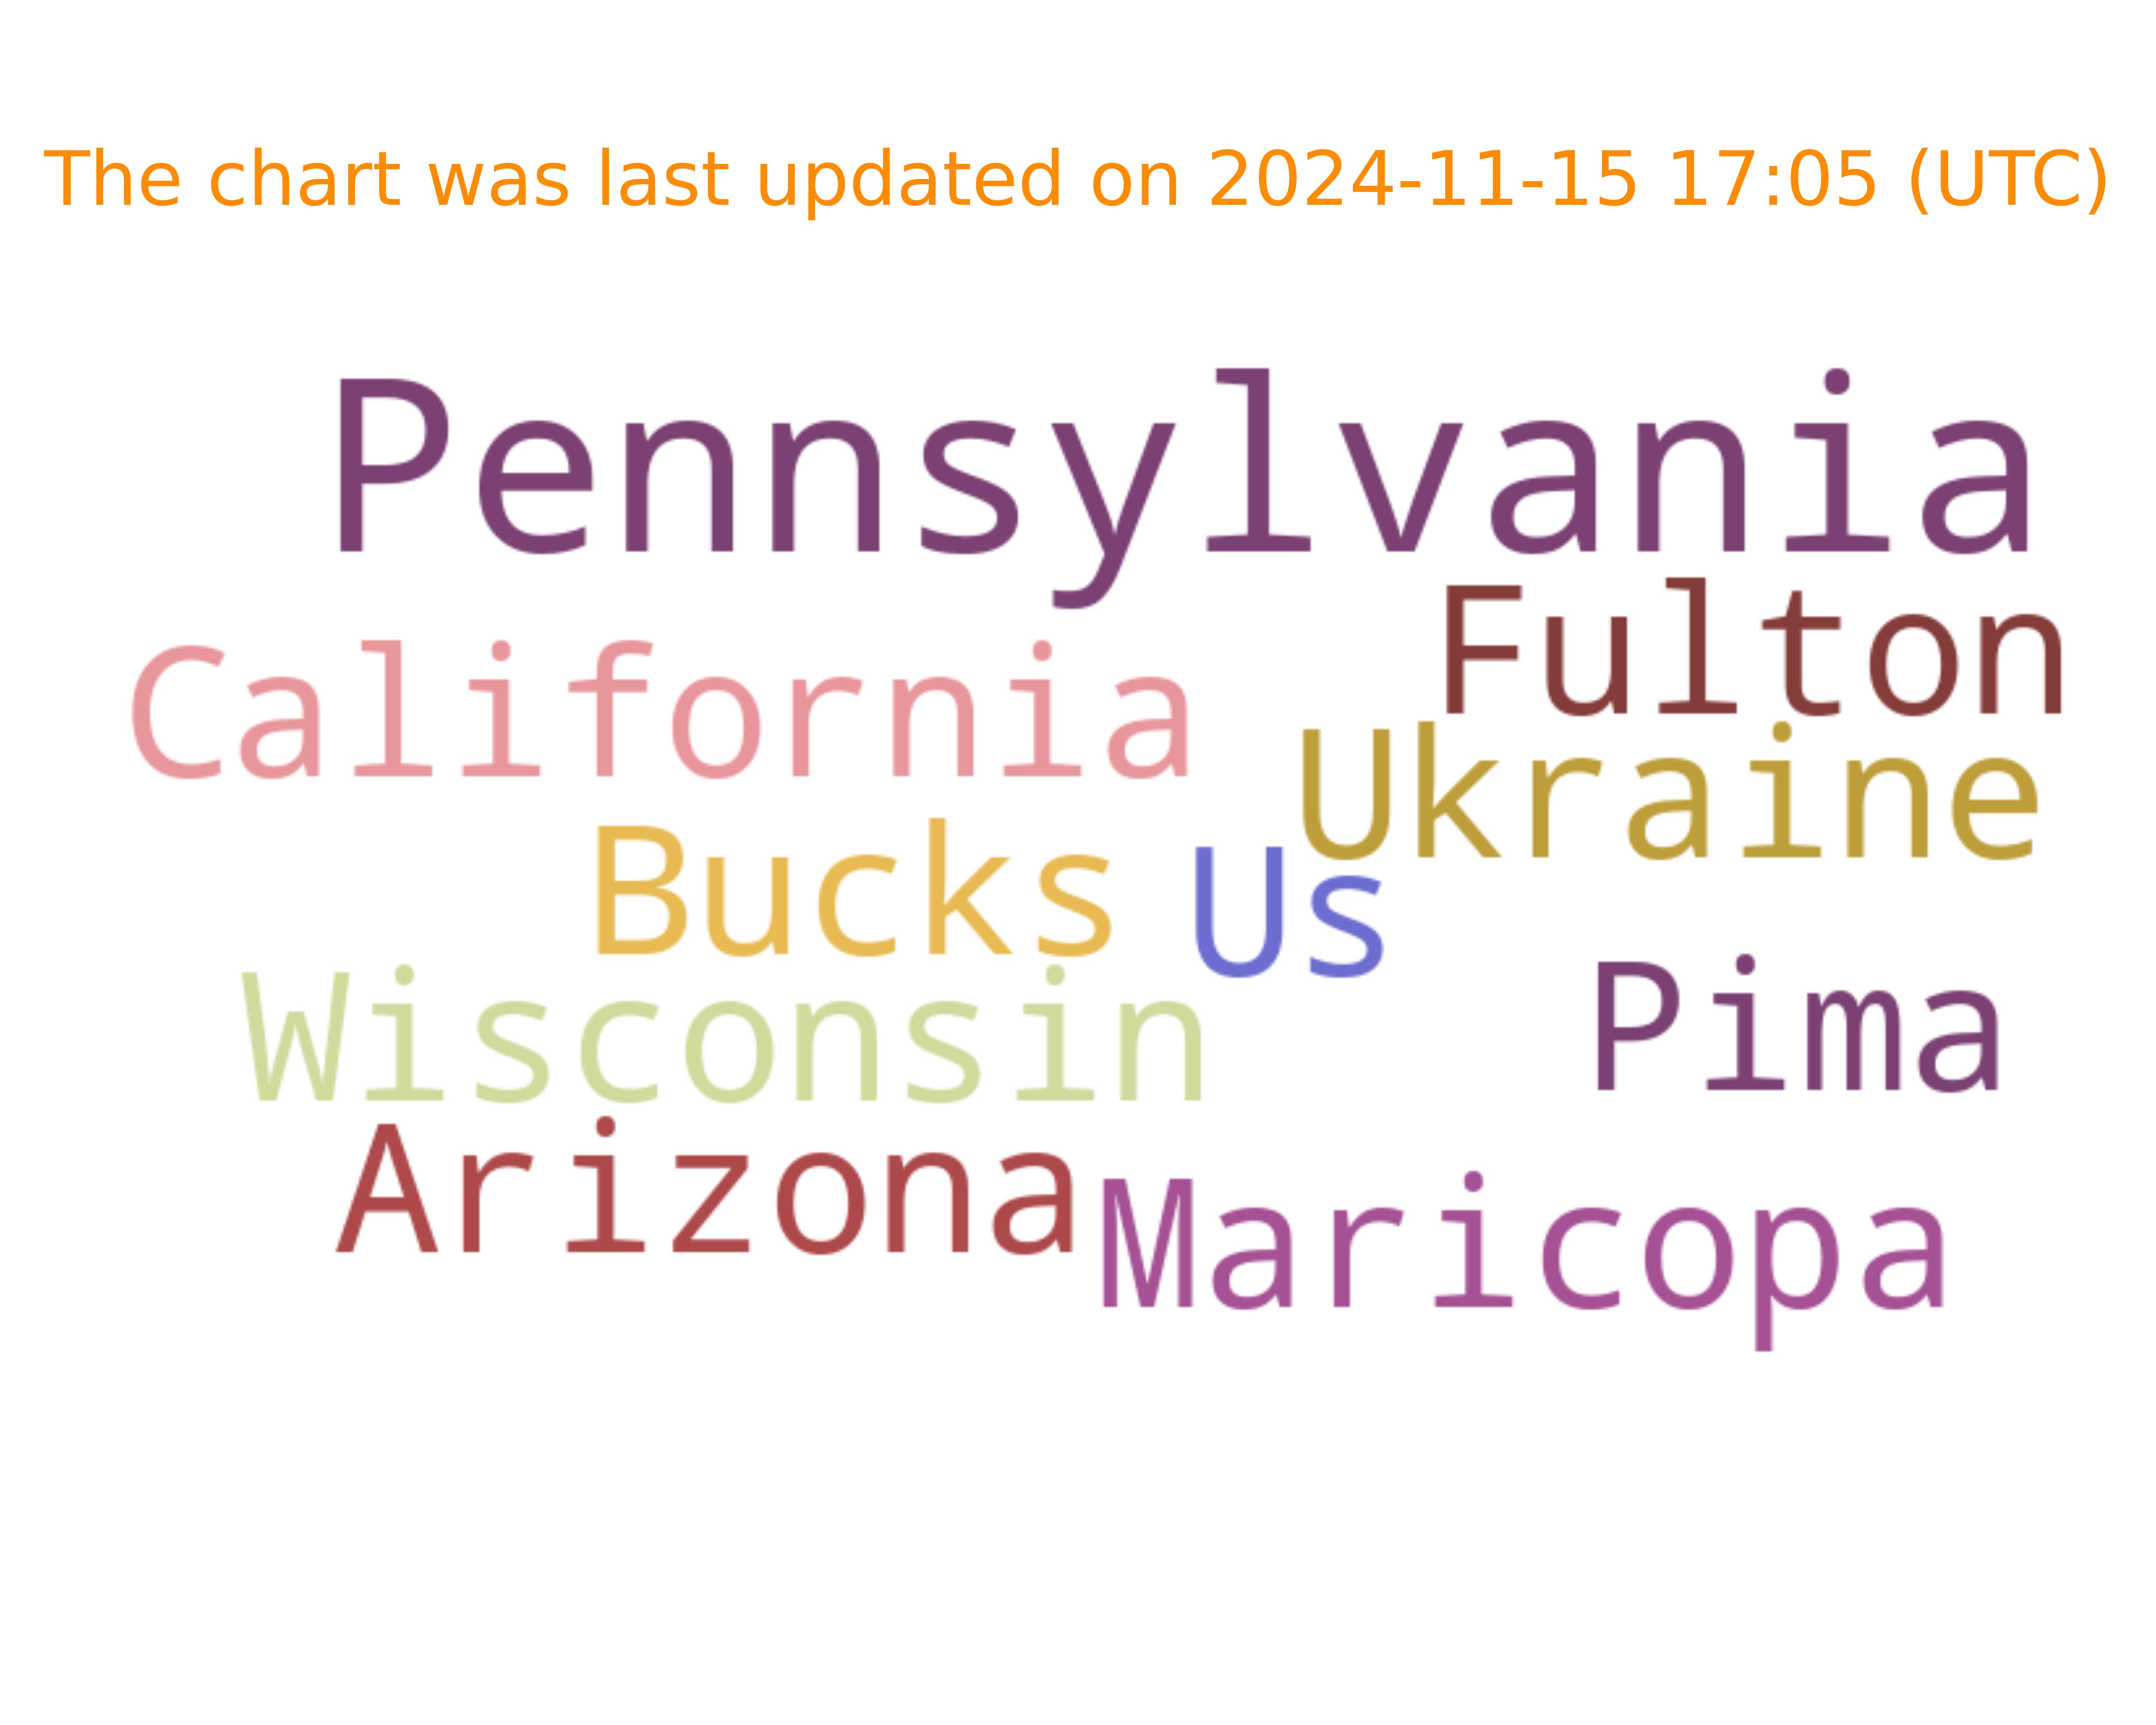 The chart was last updated on 2024-11-15 17:05 (UTC)
Pennsylvania
Fulton
California
Ukraine
Bucks
Us
Wisconsin
Pima
Arizona
Maricopa